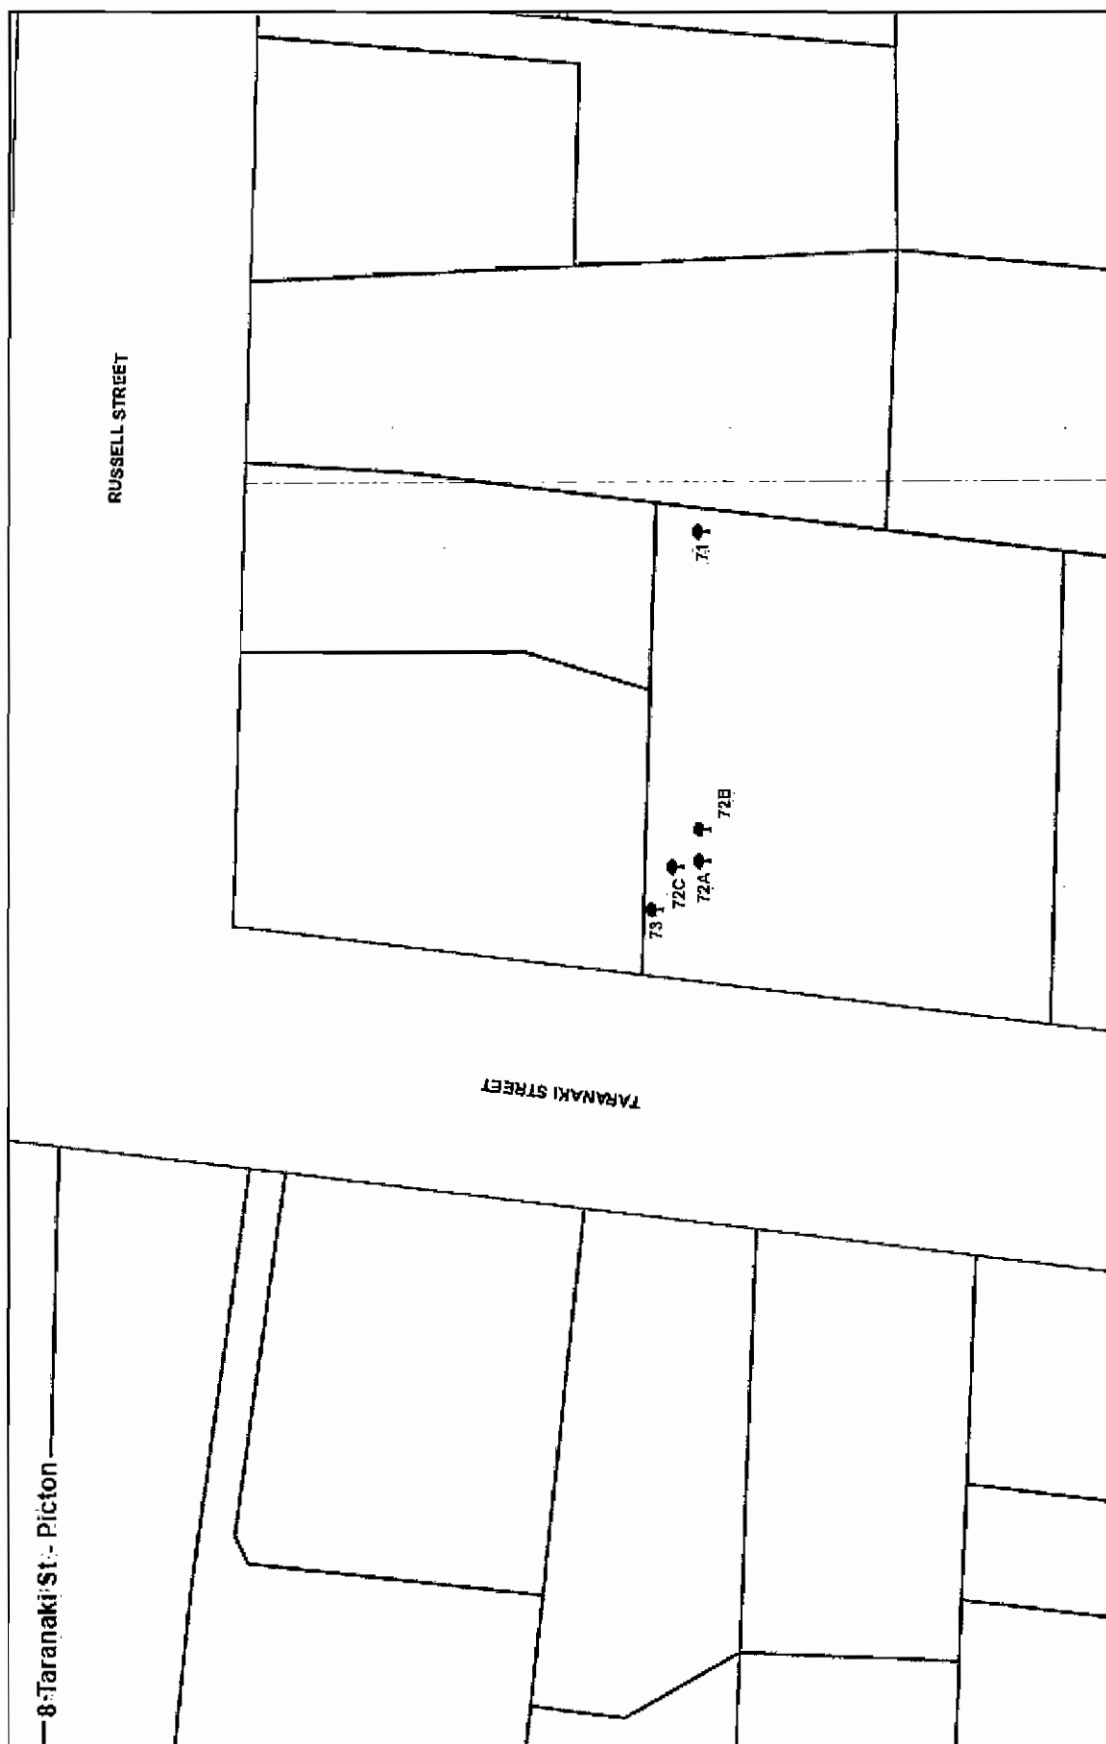 8 Taranaki St - Picton
RUSSELL STREET
71
72B
72C
72A
73
TARANAKI STREET